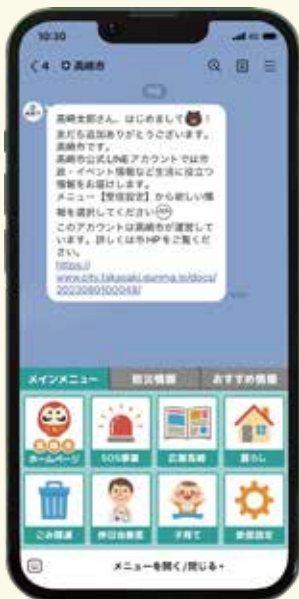 10:30
4G
4 高崎市
高崎太郎さん、はじめまして!
友だち追加ありがとうございます。
高崎市です。
高崎市公式LINEアカウントでは市
政・イベント情報など生活に役立つ
情報をお届けします。
メニュー【受信設定】から欲しい情
報を選択してください
このアカウントは高崎市が運営して
います。詳しくは市HPをご覧くだ
さい。
https://
www.city.takasaki.gunma.jp/docs/
2023080100048/
メインメニュー 防災情報 おすすめ情報
ホームページ SOS事業 広報高崎 暮らし
ごみ関連 休日当番医 子育て 受信設定
メニューを開く/閉じる